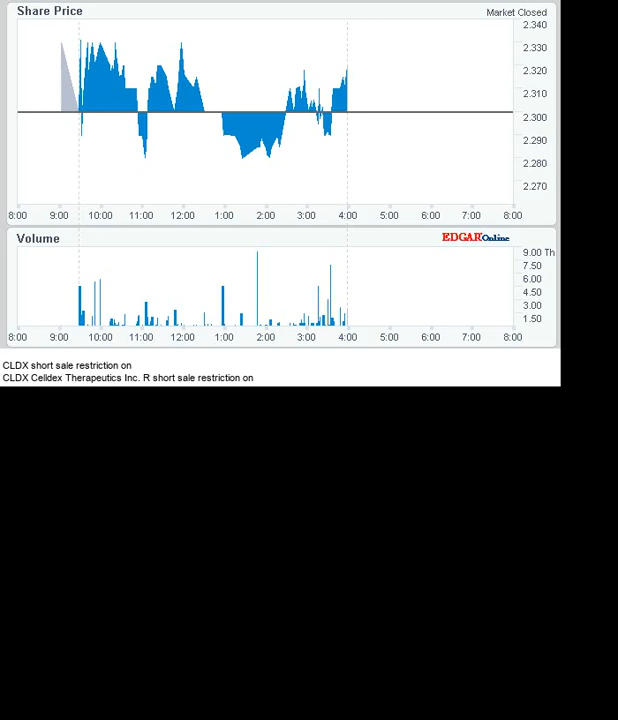 Share Price
Market Closed
2.340
2.330
2.320
2.310
2.300
2.290
2.280
2.270
8:00 9:00 10:00 11:00 12:00 1:00 2:00 3:00 4:00 5:00 6:00 7:00 8:00
Volume
EDGAROnline
9.00 Th
7.50
6.00
4.50
3.00
1.50
8:00 9:00 10:00 11:00 12:00 1:00 2:00 3:00 4:00 5:00 6:00 7:00 8:00
CLDX short sale restriction on
CLDX Celldex Therapeutics Inc. R short sale restriction on